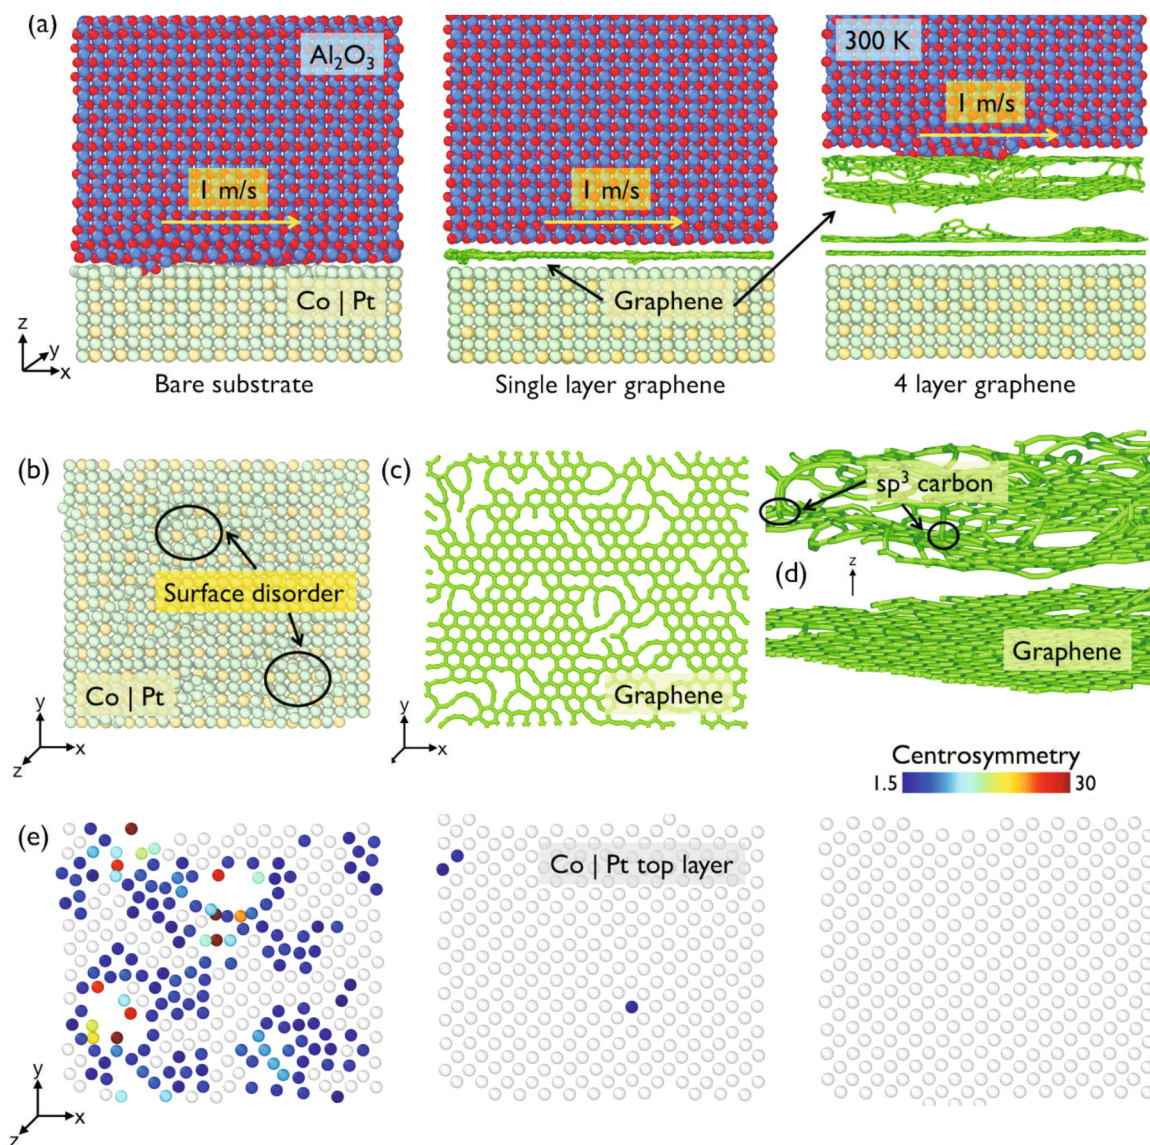 (a)
Al₂O₃
1 m/s
Co | Pt
z
y
x
Bare substrate
1 m/s
Graphene
Single layer graphene
300 K
1 m/s
4 layer graphene
(b)
Surface disorder
Co | Pt
y
x
z
(c)
Graphene
y
x
sp³ carbon
(d)
z
Graphene
Centrosymmetry
1.5 30
(e)
Co | Pt top layer
y
x
z